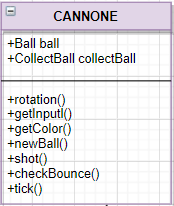 CANNONE
+Ball ball
+CollectBall collectBall
+rotation()
+getInputl()
+getColor()
+newBall()
+shot()
+checkBounce()
+tick()